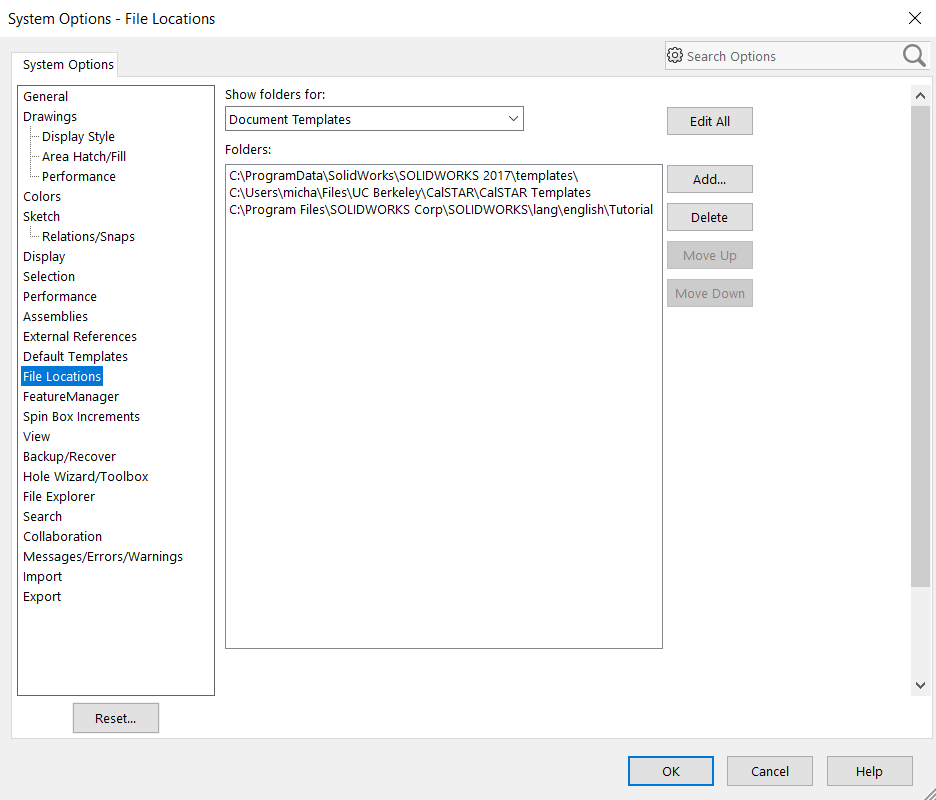 System Options - File Locations
System Options
Search Options
General
Drawings
Display Style
Area Hatch/Fill
Performance
Colors
Sketch
Relations/Snaps
Display
Selection
Performance
Assemblies
External References
Default Templates
File Locations
FeatureManager
Spin Box Increments
View
Backup/Recover
Hole Wizard/Toolbox
File Explorer
Search
Collaboration
Messages/Errors/Warnings
Import
Export
Reset...
Show folders for:
Document Templates
Folders:
C:\ProgramData\SolidWorks\SOLIDWORKS 2017\templates\
C:\Users\micha\Files\UC Berkeley\CalSTAR\CalSTAR Templates
C:\Program Files\SOLIDWORKS Corp\SOLIDWORKS\lang\english\Tutorial
Edit All
Add...
Delete
Move Up
Move Down
OK
Cancel
Help